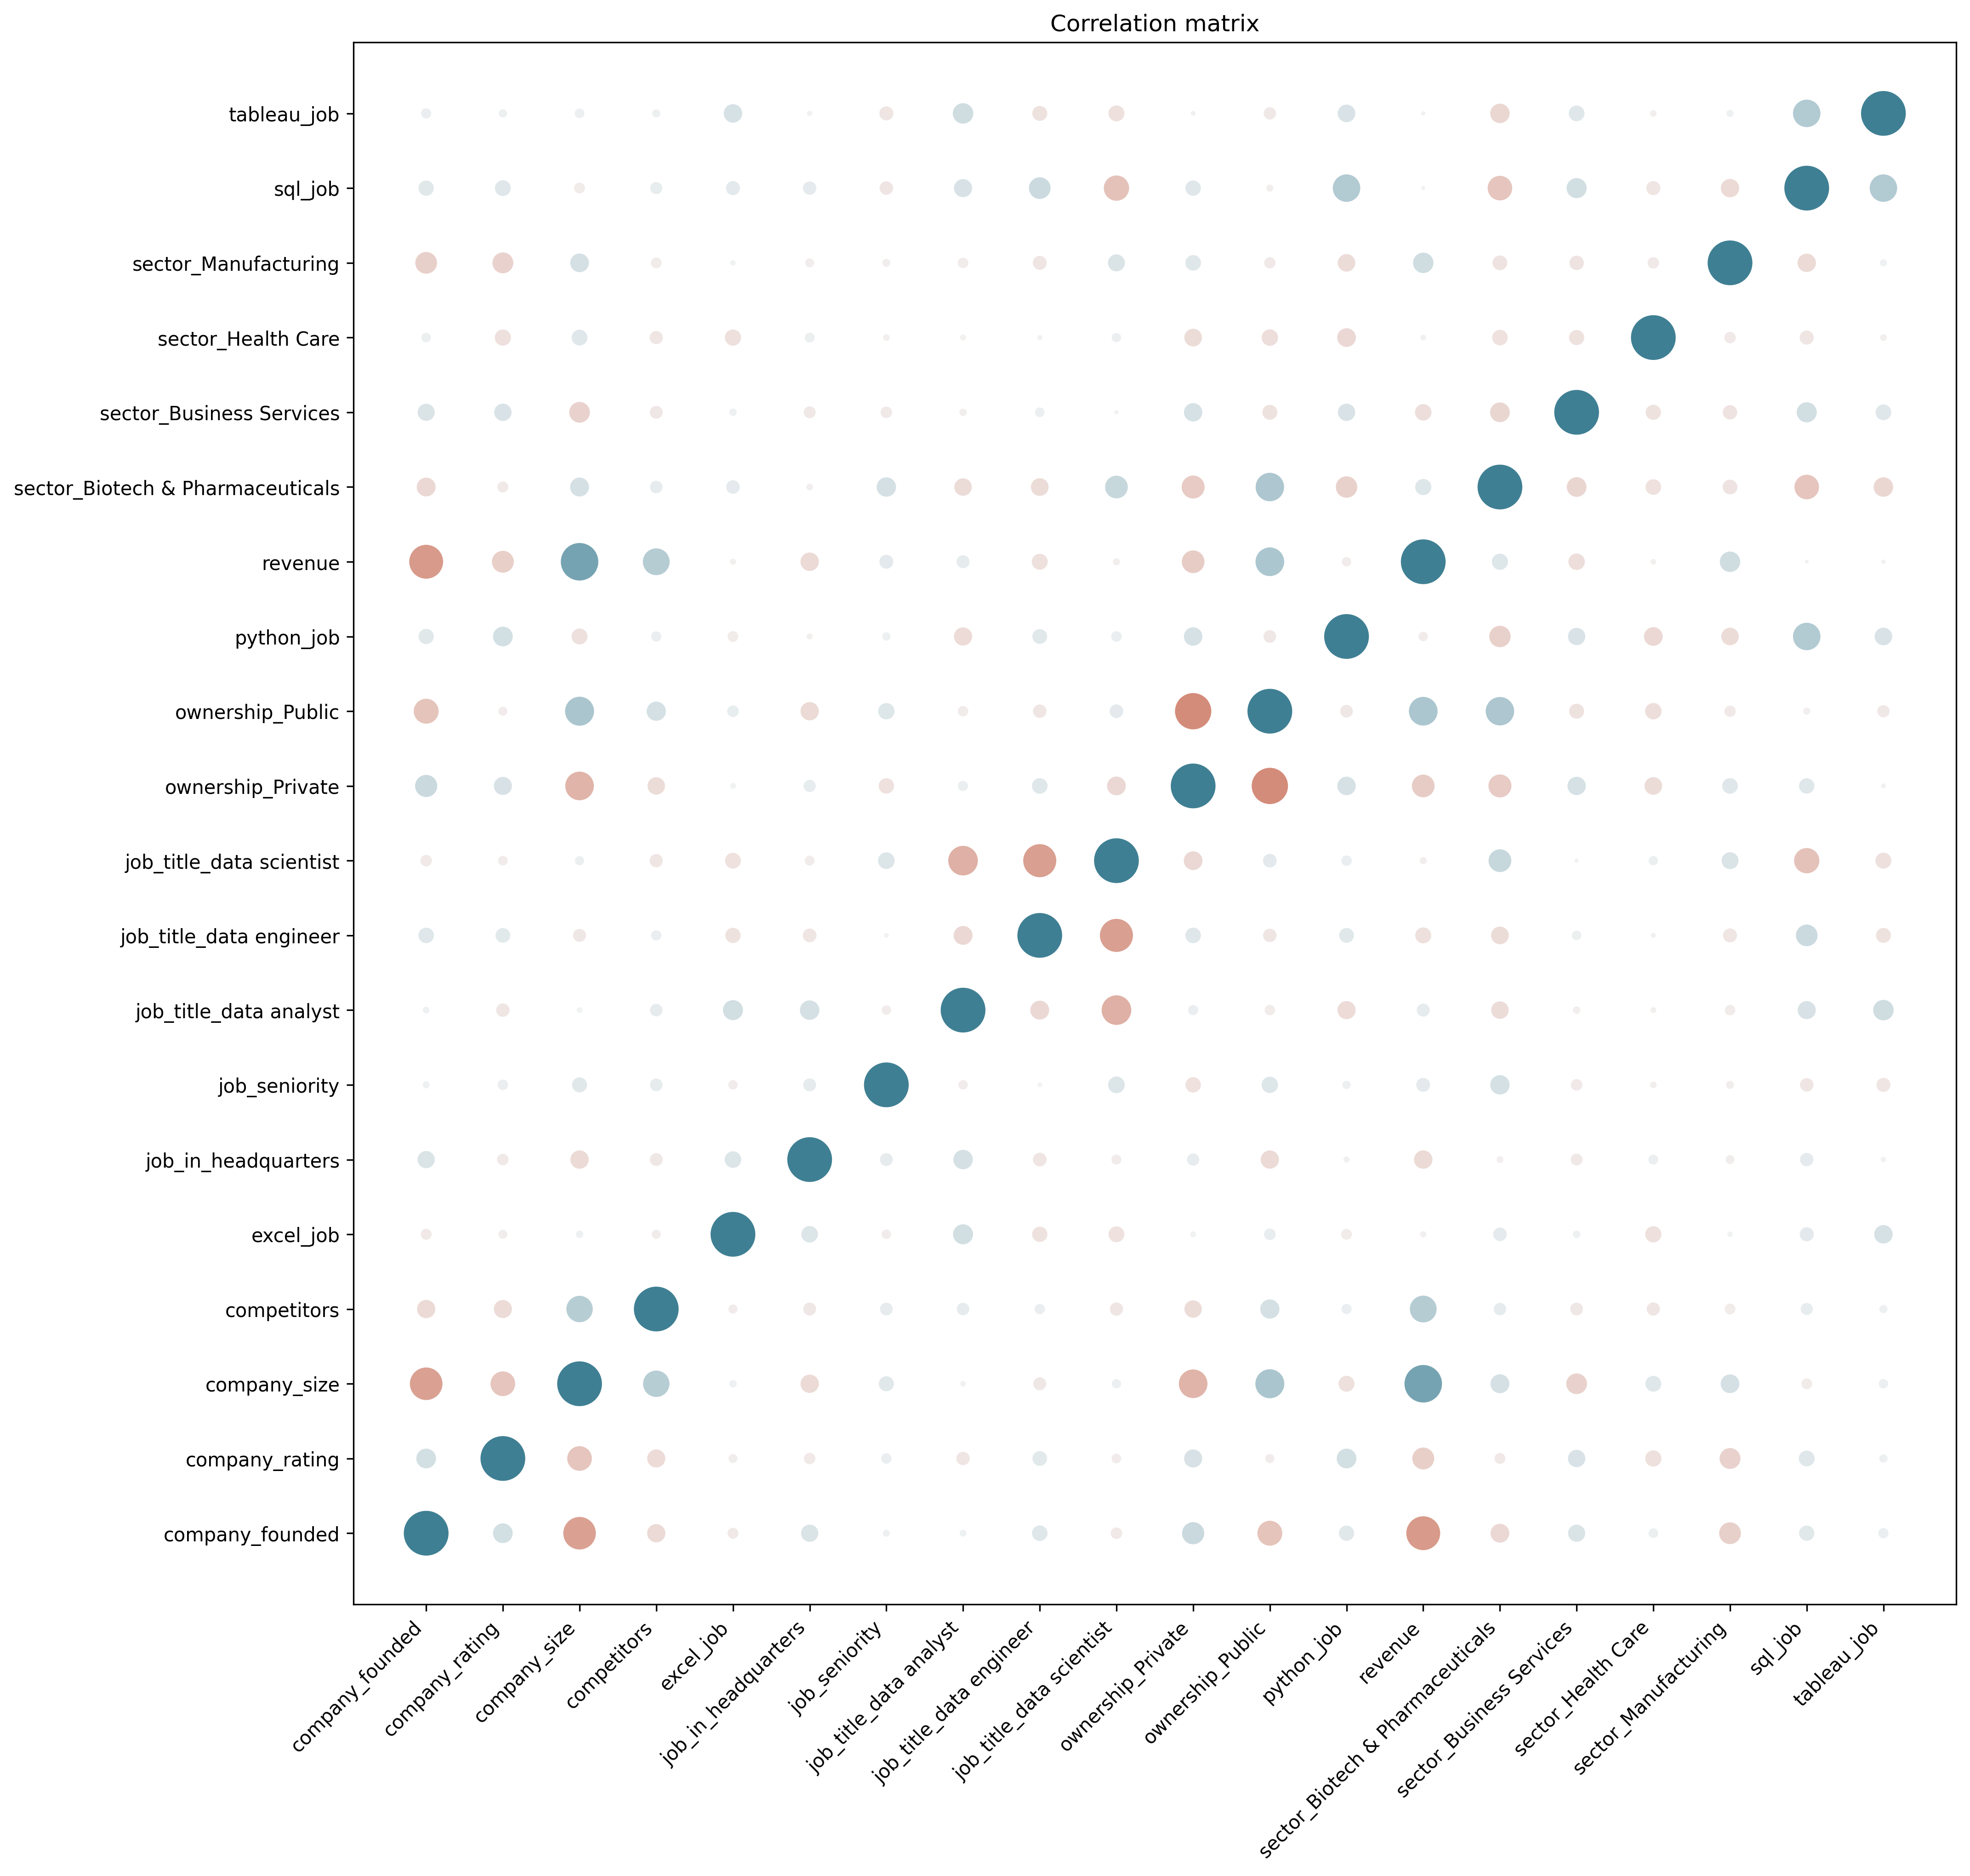 Correlation matrix
tableau_job
sql_job
sector_Manufacturing
sector_Health Care
sector_Business Services
sector_Biotech & Pharmaceuticals
revenue
python_job
ownership_Public
ownership_Private
job_title_data scientist
job_title_data engineer
job_title_data analyst
job_seniority
job_in_headquarters
excel_job
competitors
company_size
company_rating
company_founded
company_founded
company_rating
company_size
competitors
excel_job
job_in_headquarters
job_seniority
job_title_data analyst
job_title_data engineer
job_title_data scientist
ownership_Private
ownership_Public
python_job
revenue
sector_Biotech & Pharmaceuticals
sector_Business Services
sector_Health Care
sector_Manufacturing
sql_job
tableau_job